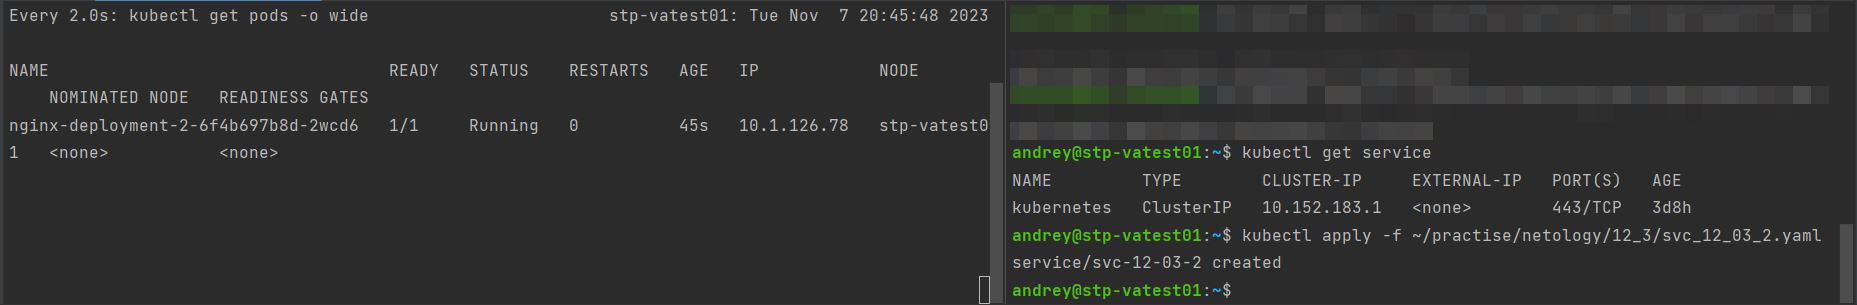 Every 2.0s: kubectl get pods -o wide                        stp-vatest01: Tue Nov  7 20:45:48 2023
NAME                                  READY   STATUS    RESTARTS   AGE   IP            NODE
    NOMINATED NODE   READINESS GATES
nginx-deployment-2-6f4b697b8d-2wcd6   1/1     Running   0          45s   10.1.126.78   stp-vatest0
1   <none>           <none>
andrey@stp-vatest01:~$ kubectl get service
NAME         TYPE        CLUSTER-IP     EXTERNAL-IP   PORT(S)   AGE
kubernetes   ClusterIP   10.152.183.1   <none>        443/TCP   3d8h
andrey@stp-vatest01:~$ kubectl apply -f ~/practise/netology/12_3/svc_12_03_2.yaml
service/svc-12-03-2 created
andrey@stp-vatest01:~$